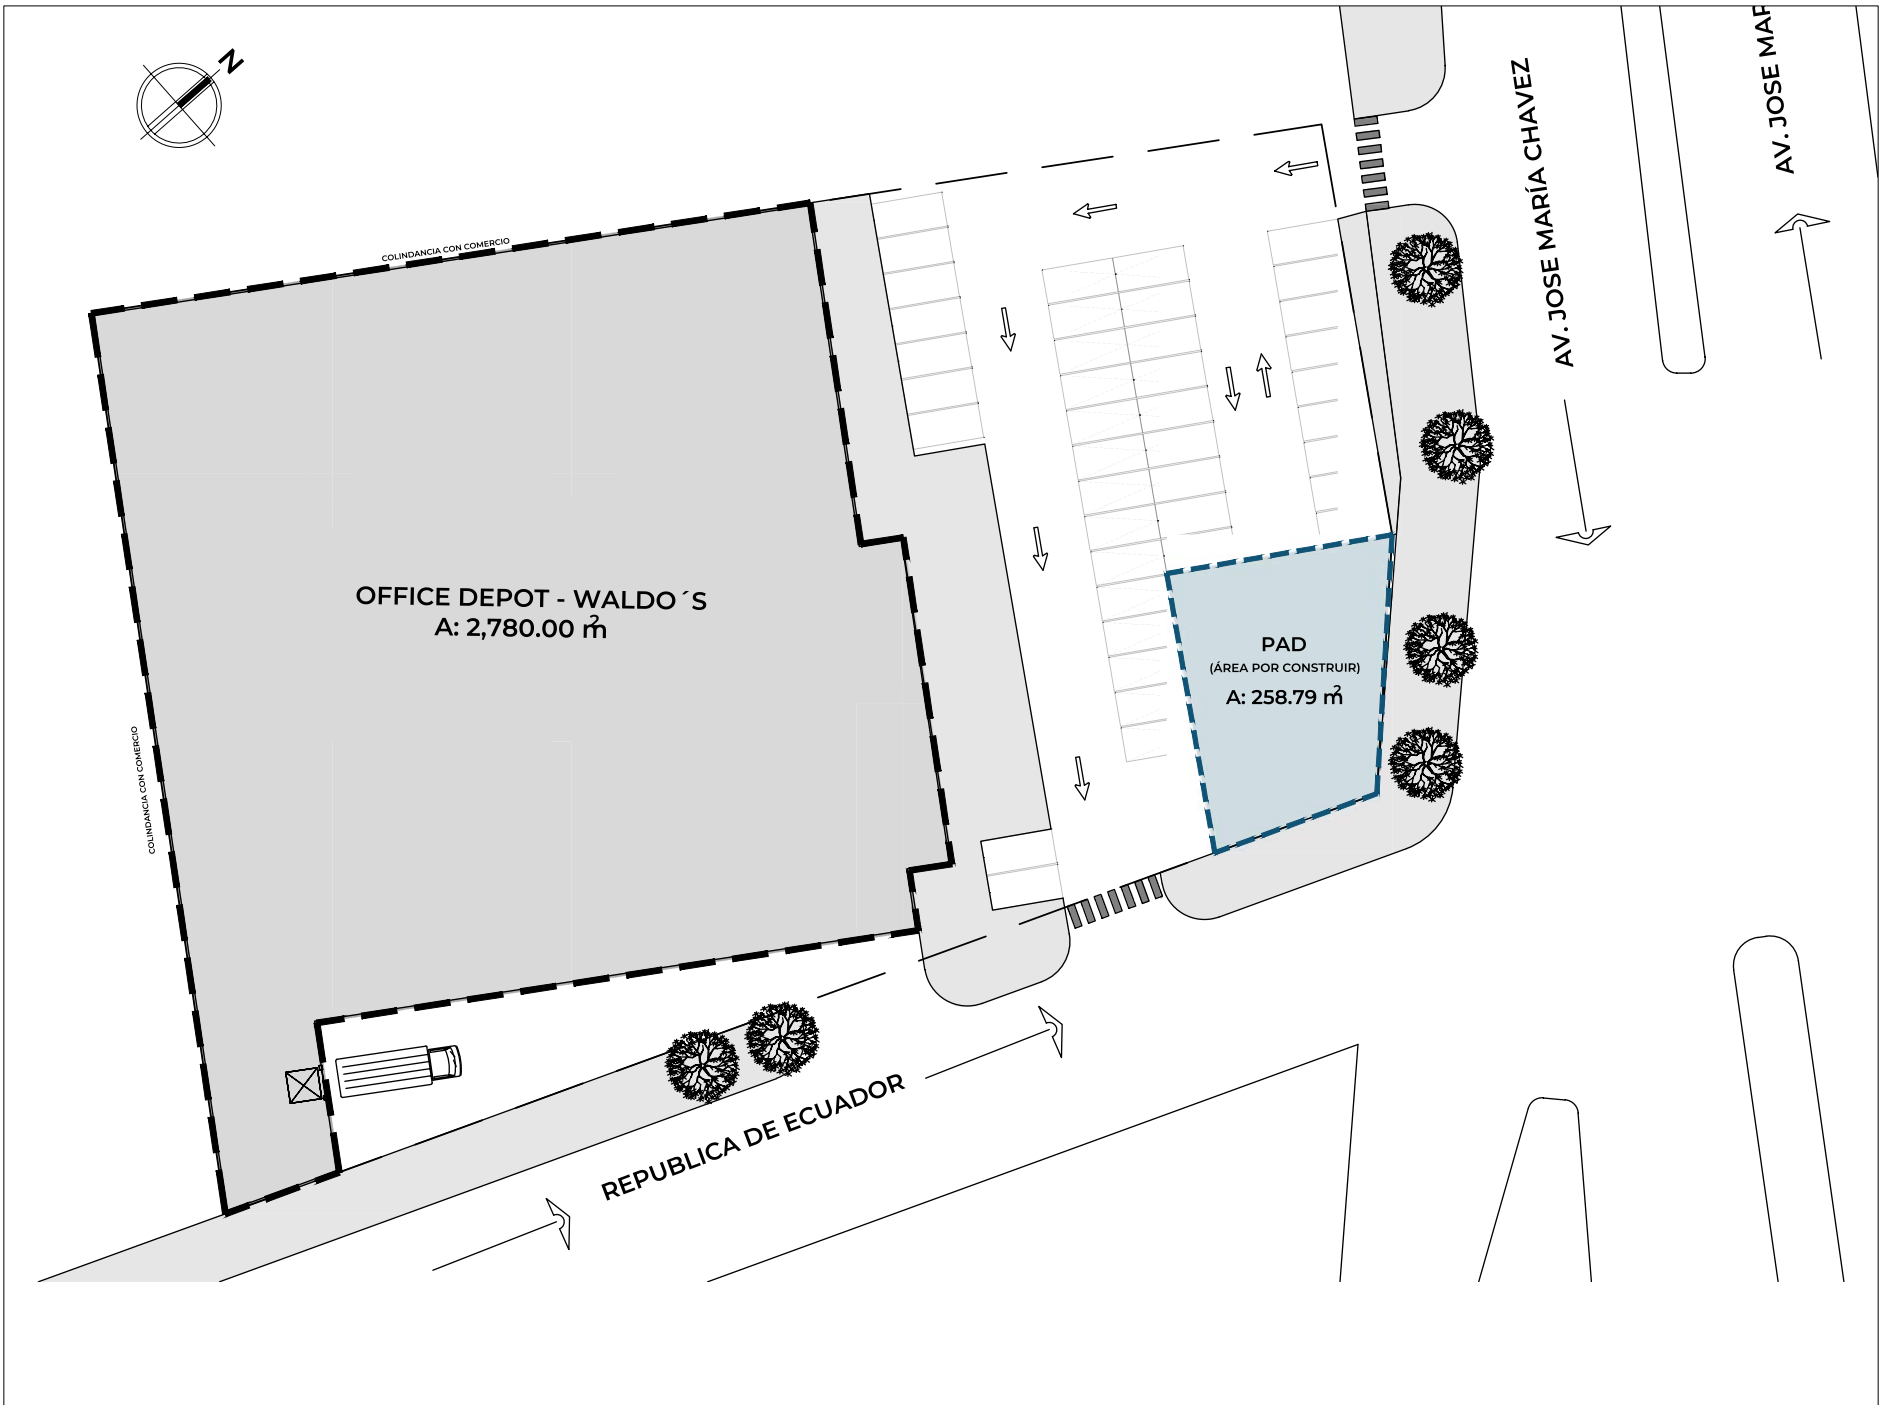 N
AV. JOSE MAR
AV. JOSE MARÍA CHAVEZ
COLINDANCIA CON COMERCIO
OFFICE DEPOT - WALDO´S
A: 2,780.00 m²
PAD
(ÁREA POR CONSTRUIR)
A: 258.79 m²
COLINDANCIA CON COMERCIO
REPUBLICA DE ECUADOR